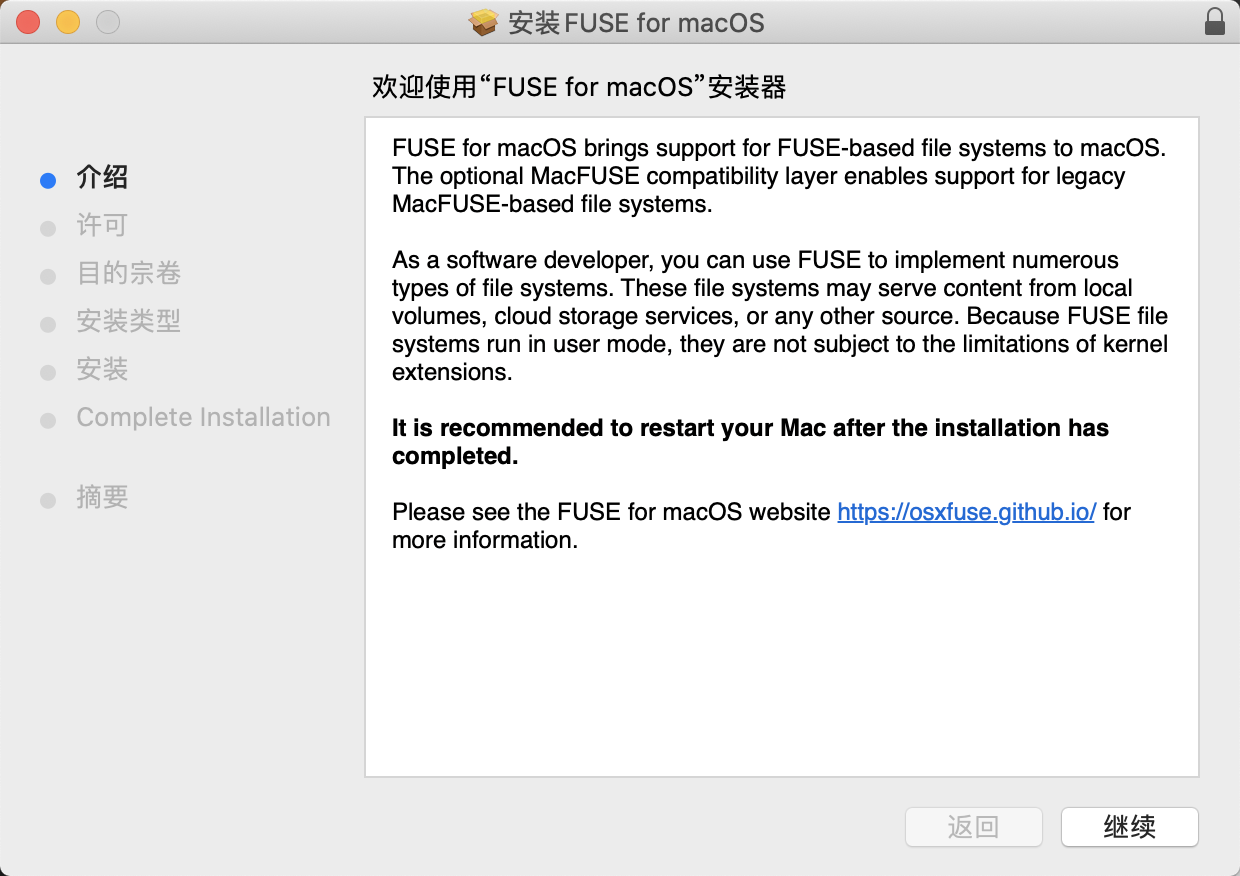 安装FUSE for macOS
欢迎使用“FUSE for macOS”安装器
介绍
许可
目的宗卷
安装类型
安装
Complete Installation
摘要
FUSE for macOS brings support for FUSE-based file systems to macOS.
The optional MacFUSE compatibility layer enables support for legacy
MacFUSE-based file systems.
As a software developer, you can use FUSE to implement numerous
types of file systems. These file systems may serve content from local
volumes, cloud storage services, or any other source. Because FUSE file
systems run in user mode, they are not subject to the limitations of kernel
extensions.
It is recommended to restart your Mac after the installation has
completed.
Please see the FUSE for macOS website https://osxfuse.github.io/ for
more information.
返回
继续